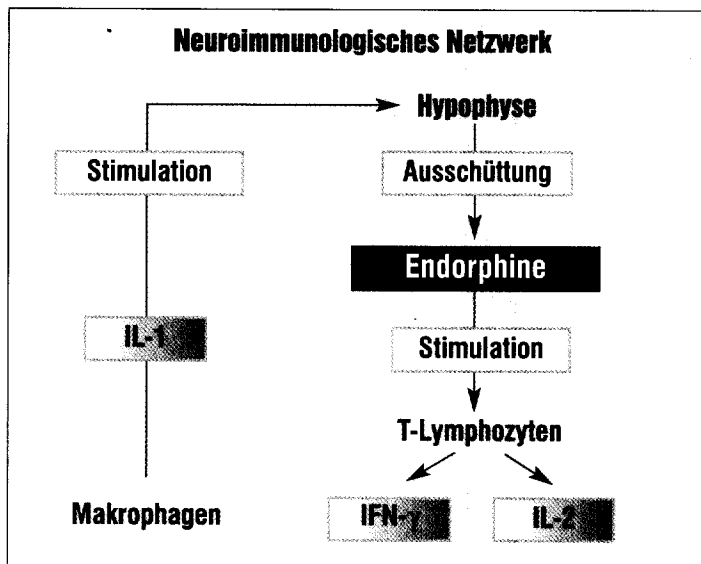 Neuroimmunologisches Netzwerk
Hypophyse
Stimulation
Ausschüttung
Endorphine
IL-1
Stimulation
T-Lymphozyten
Makrophagen
IFN-γ
IL-2